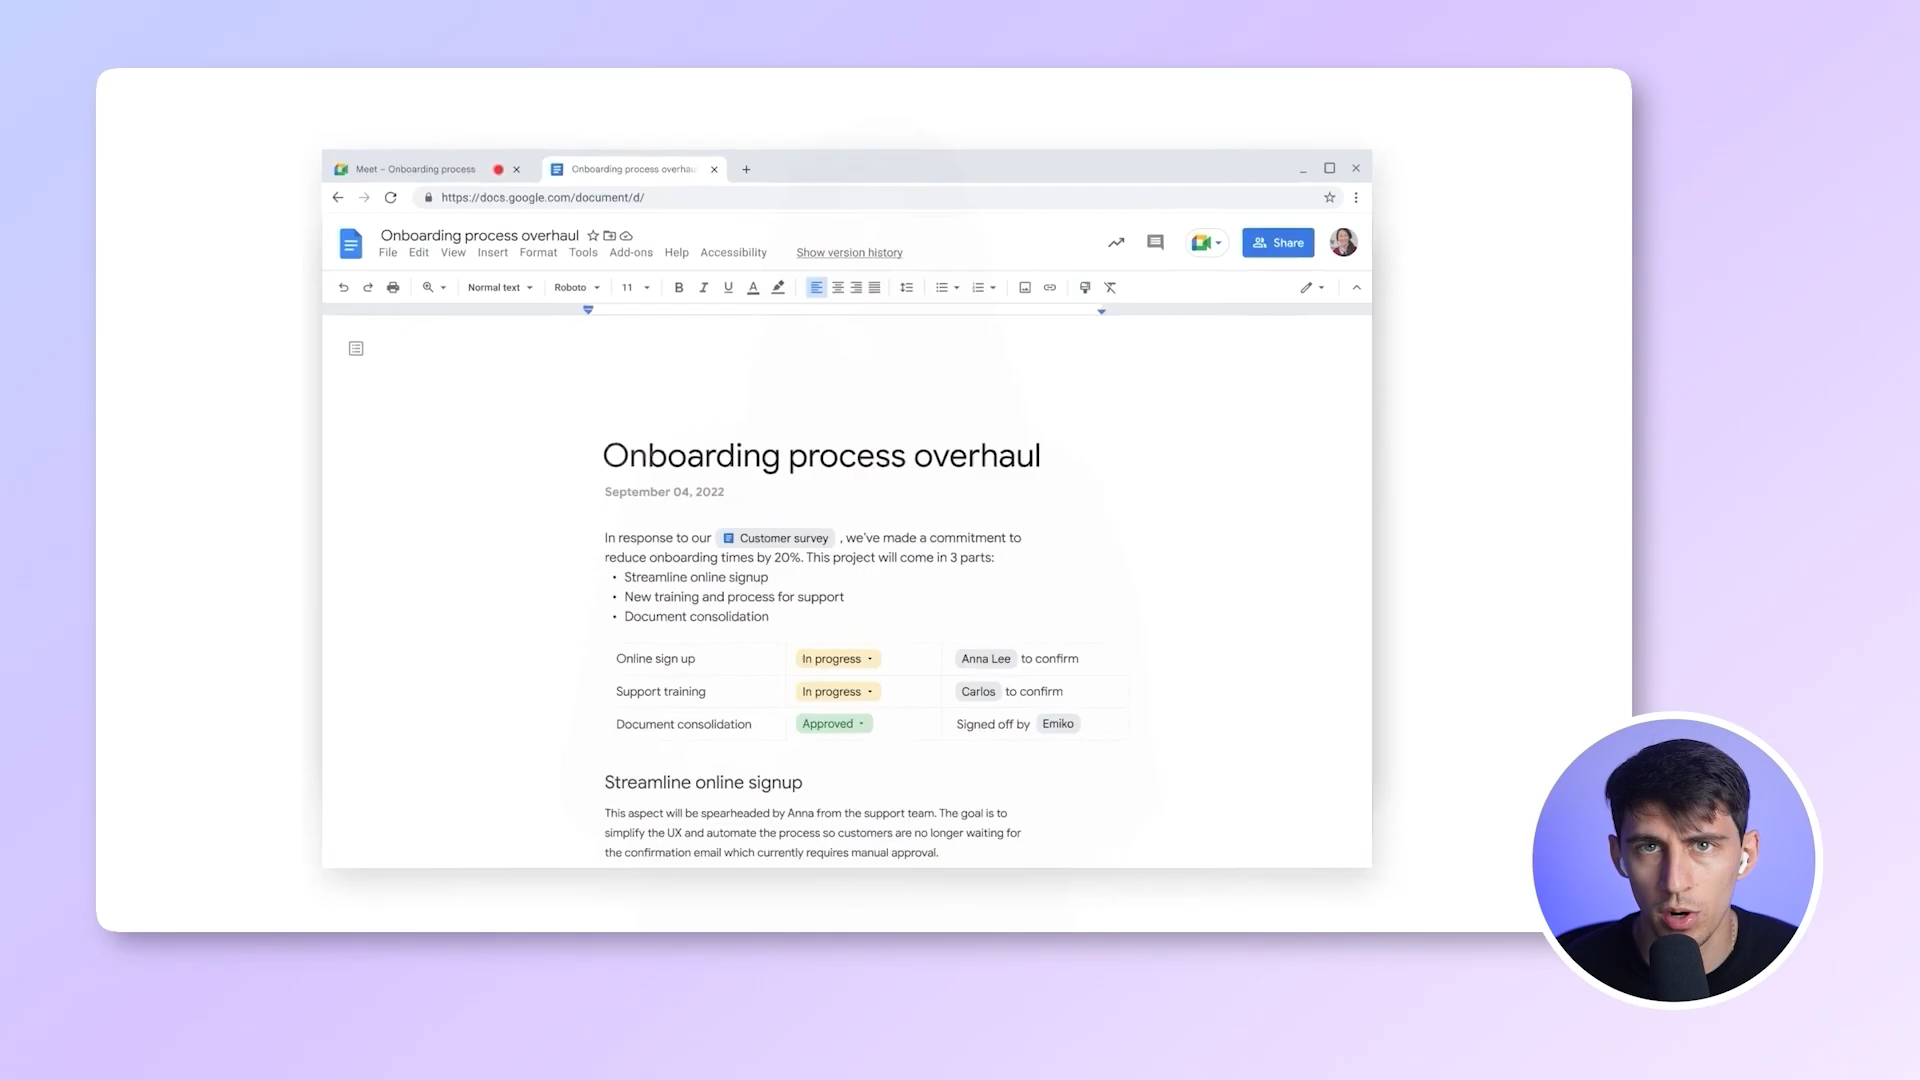 Meet – Onboarding process
Onboarding process overhau
https://docs.google.com/document/d/
Onboarding process overhaul
File Edit View Insert Format Tools Add-ons Help Accessibility Show version history
Share
Normal text Roboto 11 B I U A
Onboarding process overhaul
September 04, 2022
In response to our Customer survey , we've made a commitment to
reduce onboarding times by 20%. This project will come in 3 parts:
• Streamline online signup
• New training and process for support
• Document consolidation
Online sign up In progress Anna Lee to confirm
Support training In progress Carlos to confirm
Document consolidation Approved Signed off by Emiko
Streamline online signup
This aspect will be spearheaded by Anna from the support team. The goal is to
simplify the UX and automate the process so customers are no longer waiting for
the confirmation email which currently requires manual approval.